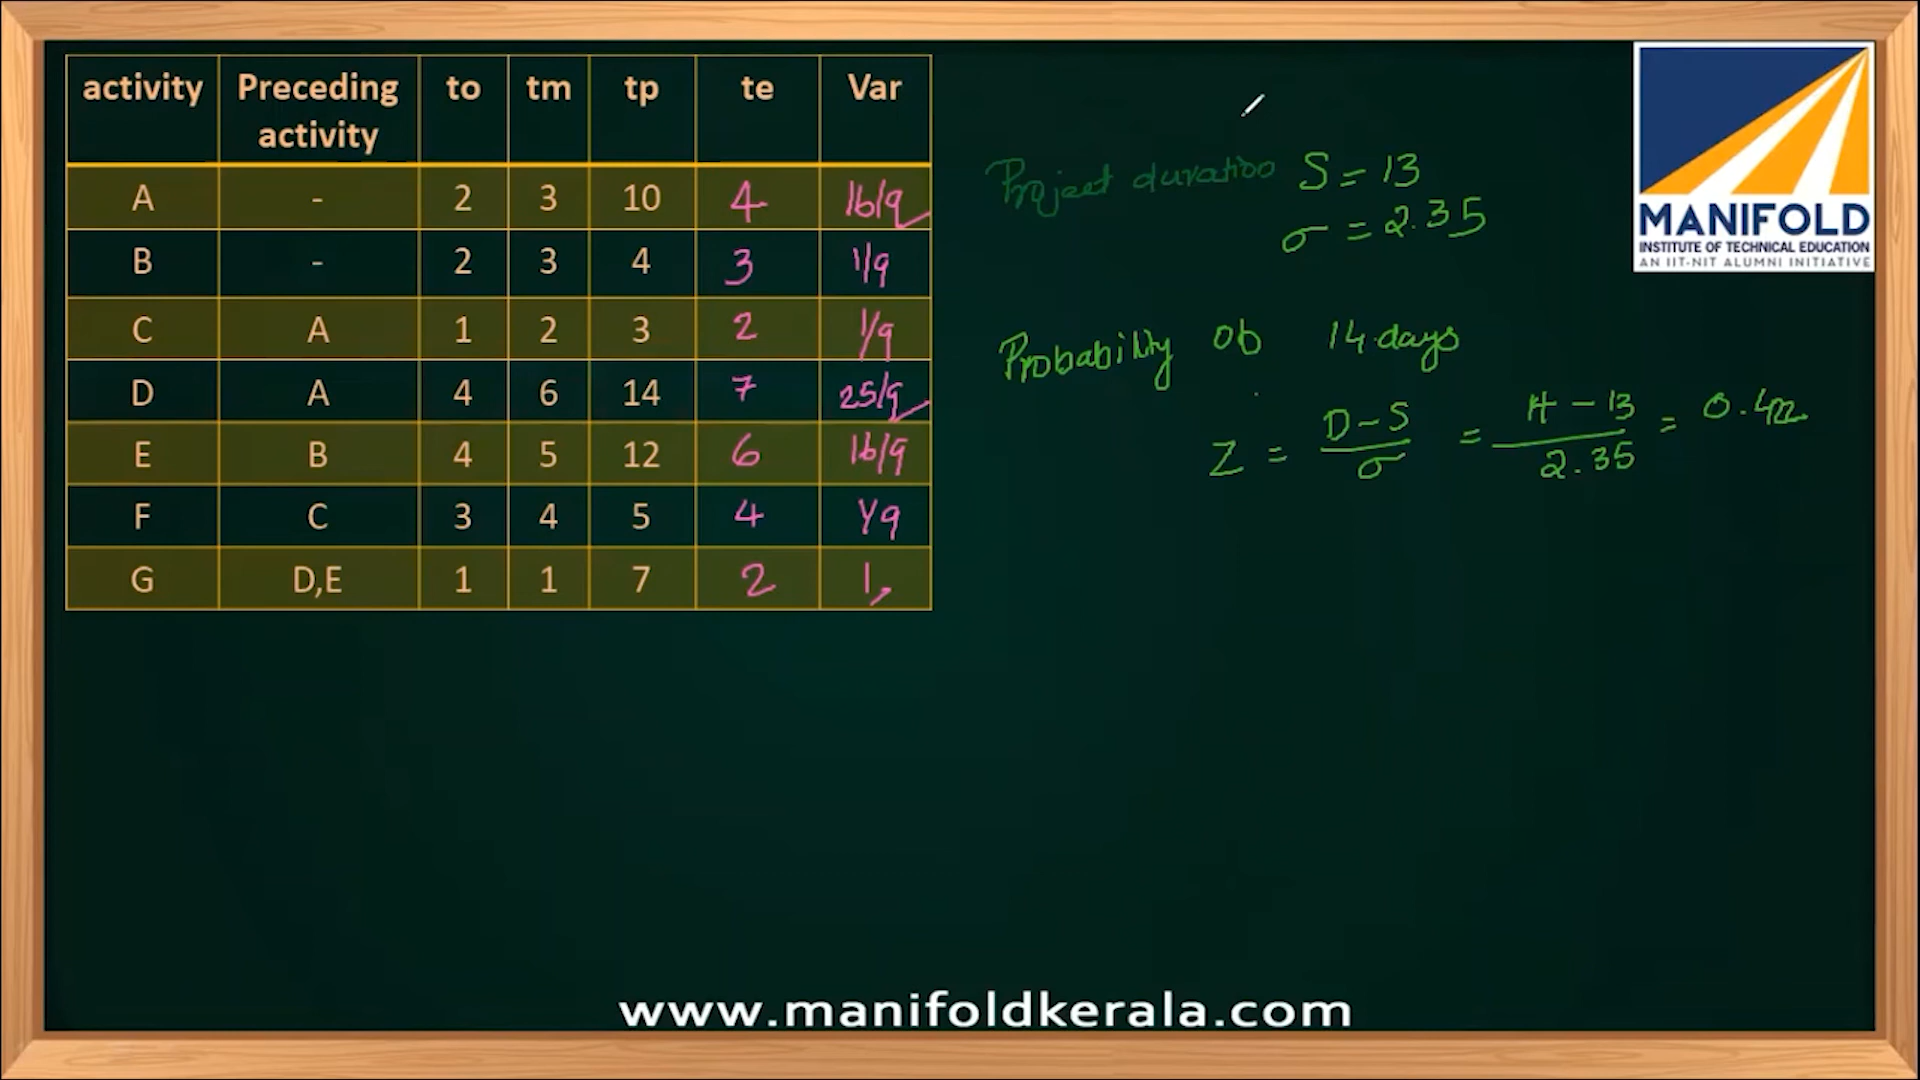 activity Preceding activity to tm tp te Var
A - 2 3 10 4 16/9
B - 2 3 4 3 1/9
C A 1 2 3 2 1/9
D A 4 6 14 7 25/9
E B 4 5 12 6 16/9
F C 3 4 5 4 1/9
G D,E 1 1 7 2 1
Project duration S = 13
σ = 2.35
Probability of 14 days
Z = D - S / σ = 14 - 13 / 2.35 = 0.42
MANIFOLD
INSTITUTE OF TECHNICAL EDUCATION
AN IIT-NIT ALUMNI INITIATIVE
www.manifoldkerala.com